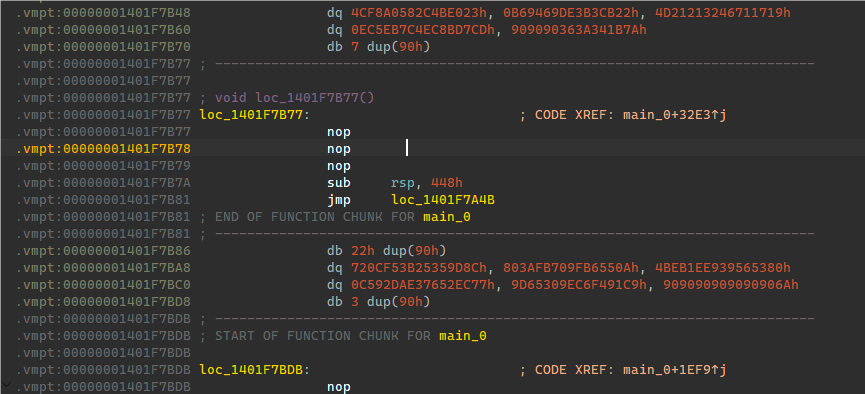 .vmpt:00000001401F7B48 dq 4CF8A0582C4BE023h, 0B69469DE3B3CB22h, 4D21213246711719h
.vmpt:00000001401F7B60 dq 0EC5EB7C4EC8BD7CDh, 909090363A341B7Ah
.vmpt:00000001401F7B70 db 7 dup(90h)
.vmpt:00000001401F7B77 ; ---------------------------------------------------------------------------
.vmpt:00000001401F7B77
.vmpt:00000001401F7B77 ; void loc_1401F7B77()
.vmpt:00000001401F7B77 loc_1401F7B77: ; CODE XREF: main_0+32E3↑j
.vmpt:00000001401F7B77 nop
.vmpt:00000001401F7B78 nop
.vmpt:00000001401F7B79 nop
.vmpt:00000001401F7B7A sub rsp, 448h
.vmpt:00000001401F7B81 jmp loc_1401F7A4B
.vmpt:00000001401F7B81 ; END OF FUNCTION CHUNK FOR main_0
.vmpt:00000001401F7B81 ; ---------------------------------------------------------------------------
.vmpt:00000001401F7B86 db 22h dup(90h)
.vmpt:00000001401F7BA8 dq 720CF53B25359D8Ch, 803AFB709FB6550Ah, 4BEB1EE939565380h
.vmpt:00000001401F7BC0 dq 0C592DAE37652EC77h, 9D65309EC6F491C9h, 909090909090906Ah
.vmpt:00000001401F7BD8 db 3 dup(90h)
.vmpt:00000001401F7BDB ; ---------------------------------------------------------------------------
.vmpt:00000001401F7BDB ; START OF FUNCTION CHUNK FOR main_0
.vmpt:00000001401F7BDB
.vmpt:00000001401F7BDB loc_1401F7BDB: ; CODE XREF: main_0+1EF9↑j
.vmpt:00000001401F7BDB nop